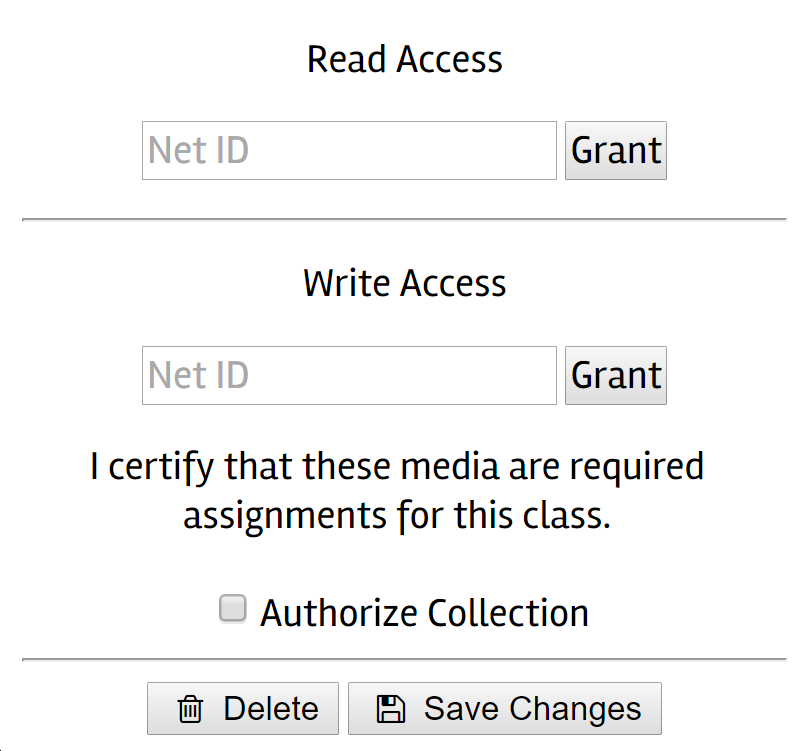 Read Access
Net ID Grant
Write Access
Net ID Grant
I certify that these media are required
assignments for this class.
Authorize Collection
Delete Save Changes